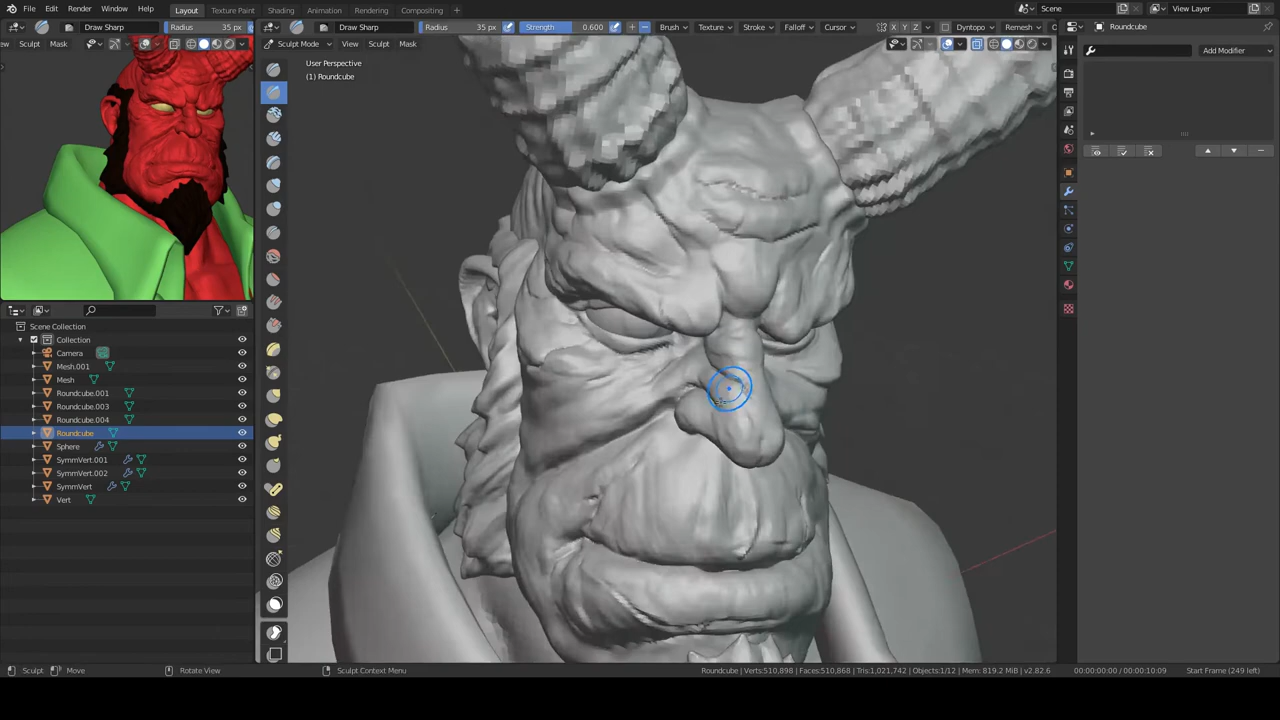 File Edit Render Window Help Layout Texture Paint Shading Animation Rendering Compositing + Scene View Layer
Draw Sharp Radius 35 px
Draw Sharp Radius 35 px Strength 0.600 Brush Texture Stroke Falloff Cursor X Y Z Dyntopo Remesh
Roundcube
Sculpt Mask
Sculpt Mode View Sculpt Mask
Add Modifier
User Perspective
(1) Roundcube
Scene Collection
Collection
Camera
Mesh.001
Mesh
Roundcube.001
Roundcube.003
Roundcube.004
Roundcube
Sphere
SymmVert.001
SymmVert.002
SymmVert
Vert
Sculpt Move Rotate View Sculpt Context Menu
Roundcube | Verts:510,898 | Faces:510,868 | Tris:1,021,742 | Objects:1/12 | Mem: 819.2 MiB | v2.82.6
00:00:00:00 / 00:00:10:09
Start Frame (249 left)